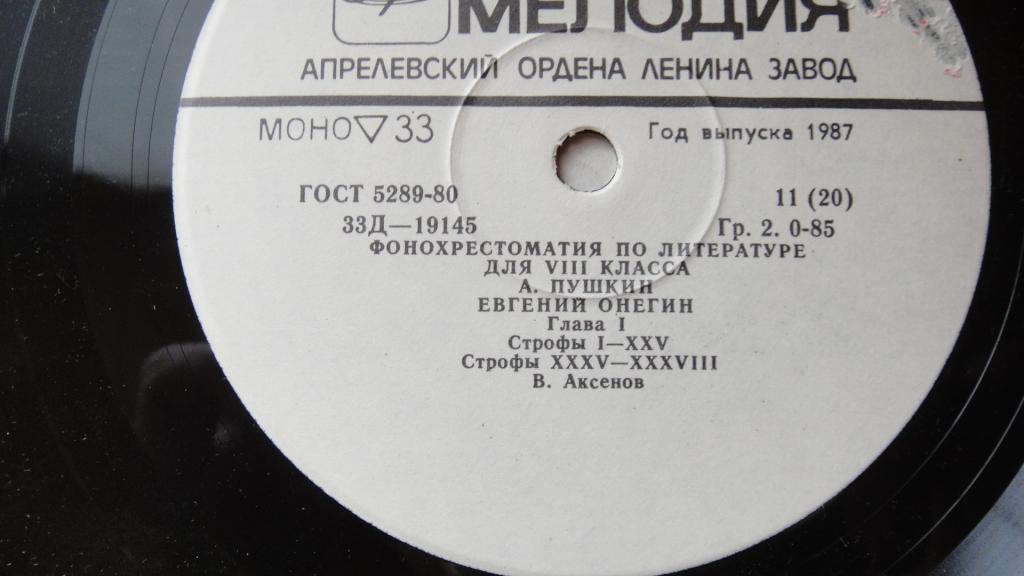 МЕЛОДИЯ
АПРЕЛЕВСКИЙ ОРДЕНА ЛЕНИНА ЗАВОД
МОНО ▽ 33 Год выпуска 1987
ГОСТ 5289-80 11 (20)
33Д—19145 Гр. 2. 0-85
ФОНОХРЕСТОМАТИЯ ПО ЛИТЕРАТУРЕ
ДЛЯ VIII КЛАССА
А. ПУШКИН
ЕВГЕНИЙ ОНЕГИН
Глава I
Строфы I—XXV
Строфы XXXV—XXXVIII
В. Аксенов